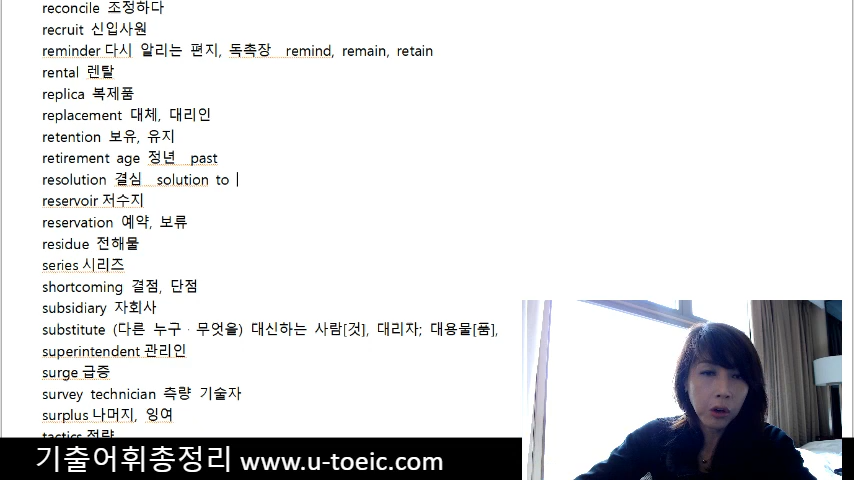 reconcile 조정하다
recruit 신입사원
reminder 다시 알리는 편지, 독촉장 remind, remain, retain
rental 렌탈
replica 복제품
replacement 대체, 대리인
retention 보유, 유지
retirement age 정년 past
resolution 결심 solution to
reservoir 저수지
reservation 예약, 보류
residue 전해물
series 시리즈
shortcoming 결점, 단점
subsidiary 자회사
substitute (다른 누구·무엇을) 대신하는 사람[것], 대리자; 대용물[품],
superintendent 관리인
surge 급증
survey technician 측량 기술자
surplus 나머지, 잉여
tactics 전략
기출어휘총정리 www.u-toeic.com